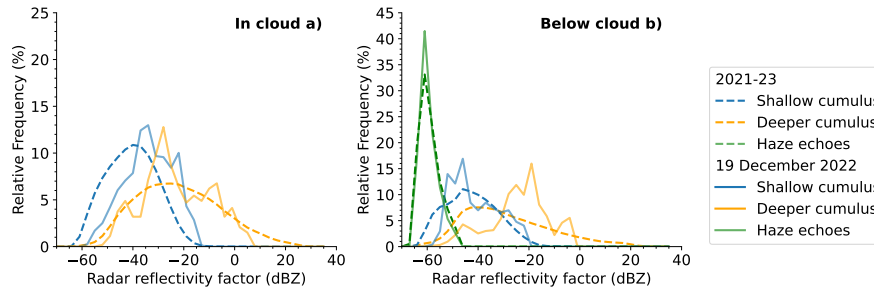 In cloud a)
Relative Frequency (%)
25
20
15
10
5
0
−60 −40 −20 0 20 40
Radar reflectivity factor (dBZ)
Below cloud b)
Relative Frequency (%)
45
40
35
30
25
20
15
10
5
0
−60 −40 −20 0 20 40
Radar reflectivity factor (dBZ)
2021-23
Shallow cumulus
Deeper cumulus
Haze echoes
19 December 2022
Shallow cumulus
Deeper cumulus
Haze echoes